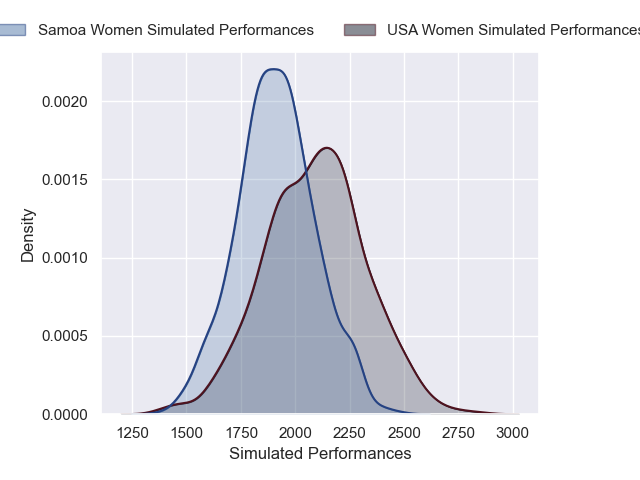 Samoa Women Simulated Performances
USA Women Simulated Performances
0.0020
0.0015
0.0010
0.0005
0.0000
Density
1250 1500 1750 2000 2250 2500 2750 3000
Simulated Performances